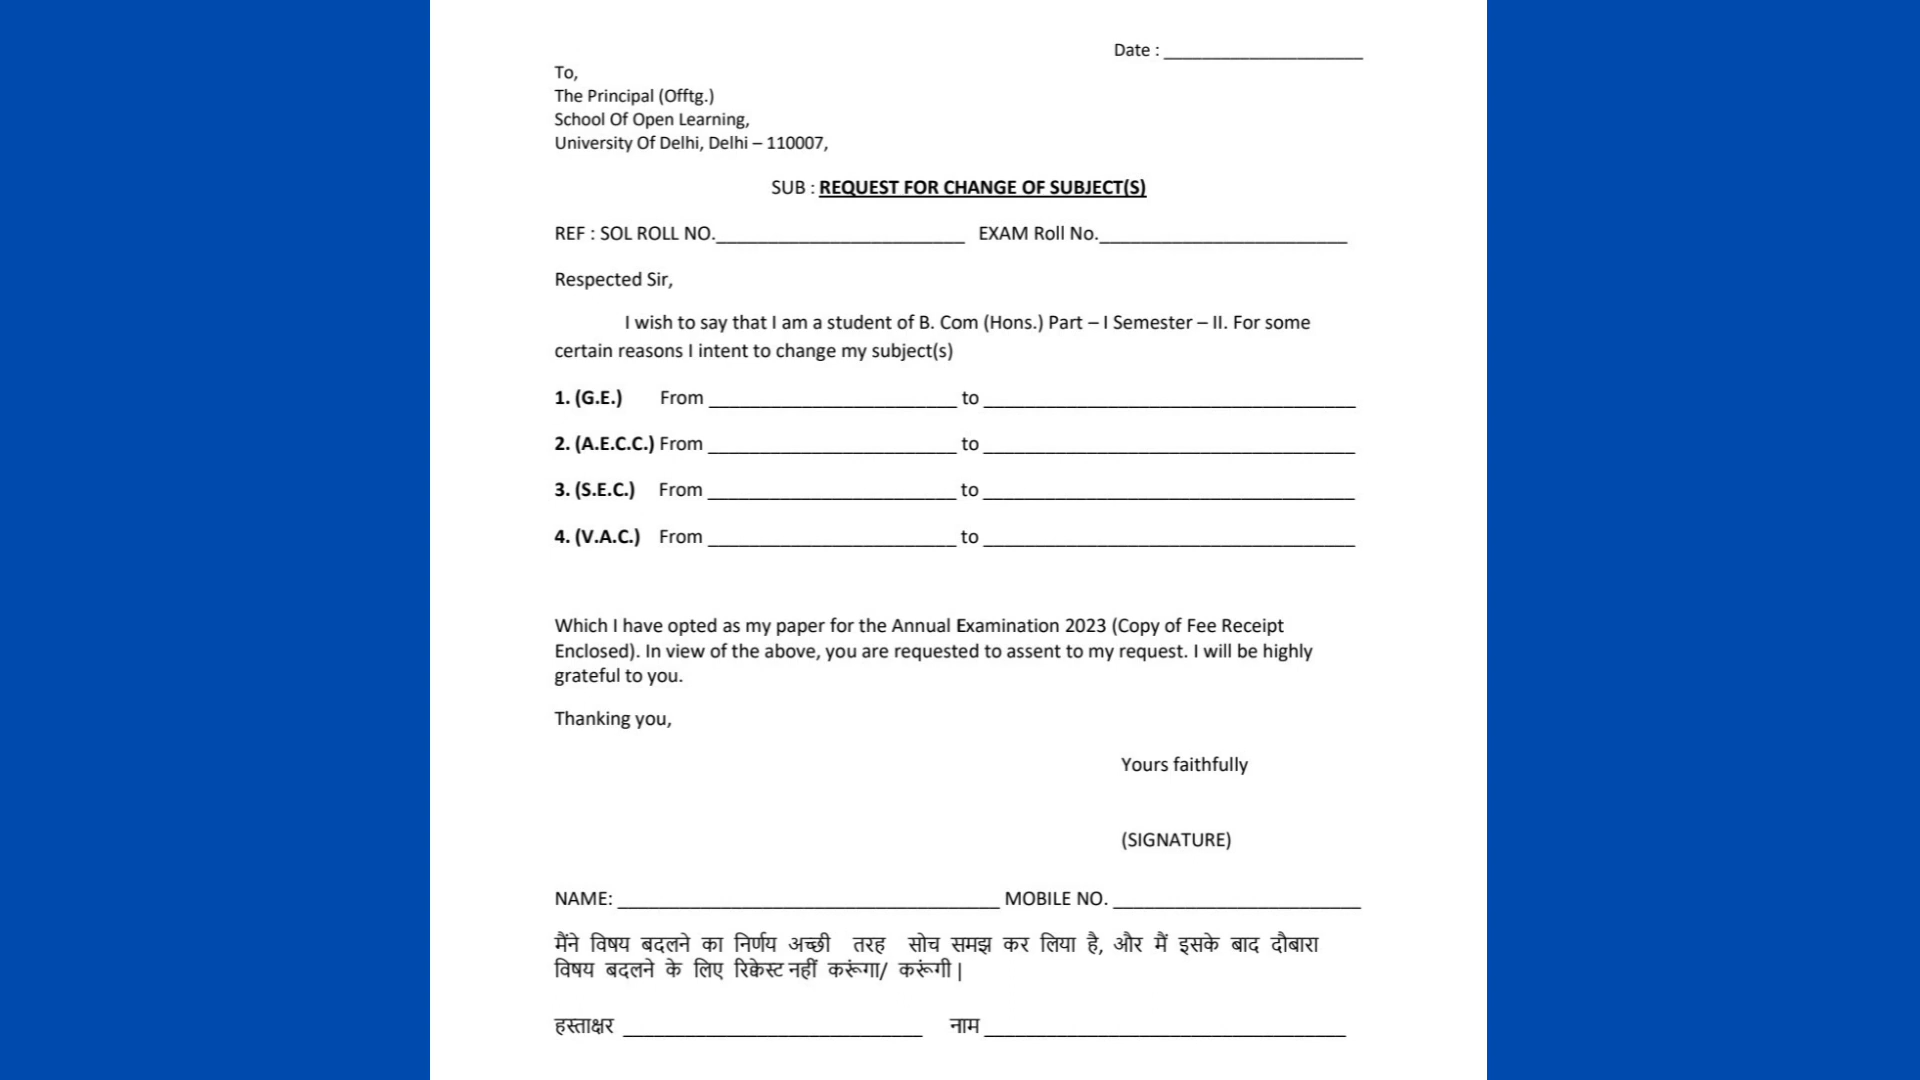 Date : ____________________
To,
The Principal (Offtg.)
School Of Open Learning,
University Of Delhi, Delhi – 110007,
SUB : REQUEST FOR CHANGE OF SUBJECT(S)
REF : SOL ROLL NO.________________________ EXAM Roll No.________________________
Respected Sir,
I wish to say that I am a student of B. Com (Hons.) Part – I Semester – II. For some
certain reasons I intent to change my subject(s)
1. (G.E.) From ________________________ to ____________________________________
2. (A.E.C.C.) From ________________________ to ____________________________________
3. (S.E.C.) From ________________________ to ____________________________________
4. (V.A.C.) From ________________________ to ____________________________________
Which I have opted as my paper for the Annual Examination 2023 (Copy of Fee Receipt
Enclosed). In view of the above, you are requested to assent to my request. I will be highly
grateful to you.
Thanking you,
Yours faithfully
(SIGNATURE)
NAME: _____________________________________ MOBILE NO. ________________________
मैंने विषय बदलने का निर्णय अच्छी तरह सोच समझ कर लिया है, और मैं इसके बाद दौबारा
विषय बदलने के लिए रिक्वेस्ट नहीं करूंगा/ करूंगी |
हस्ताक्षर _____________________________ नाम ___________________________________